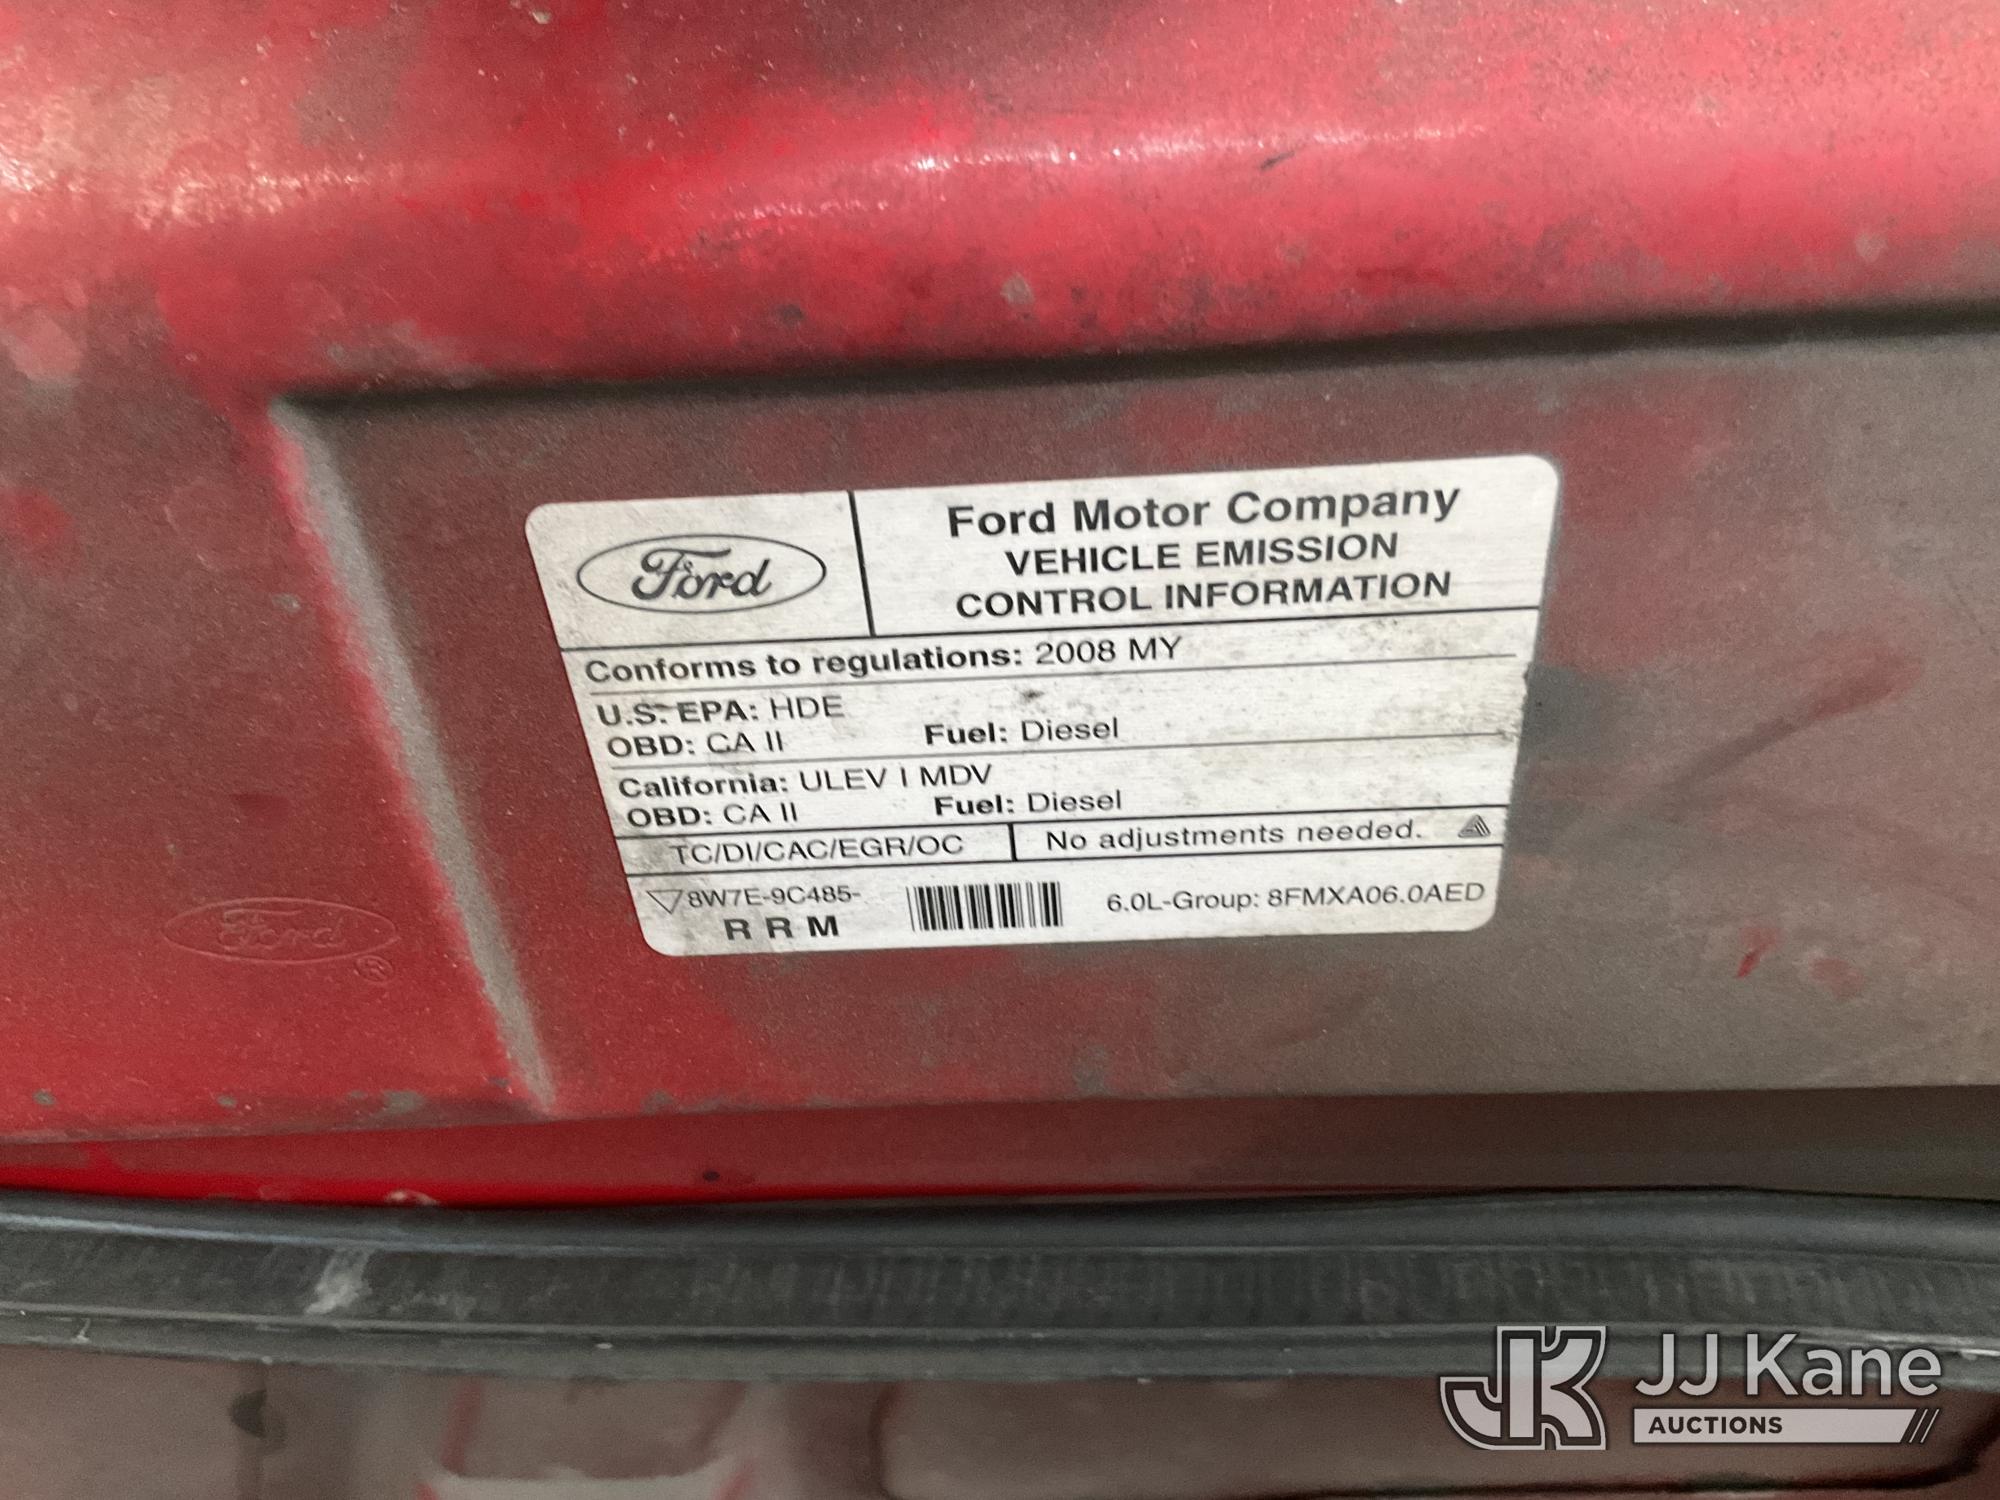 Ford
Ford Motor Company
VEHICLE EMISSION
CONTROL INFORMATION
Conforms to regulations: 2008 MY
U.S. EPA: HDE
OBD: CA II Fuel: Diesel
California: ULEV I MDV
OBD: CA II Fuel: Diesel
TC/DI/CAC/EGR/OC No adjustments needed.
8W7E-9C485-
R R M
6.0L-Group: 8FMXA06.0AED
Ford
®
JK
JJ Kane
AUCTIONS